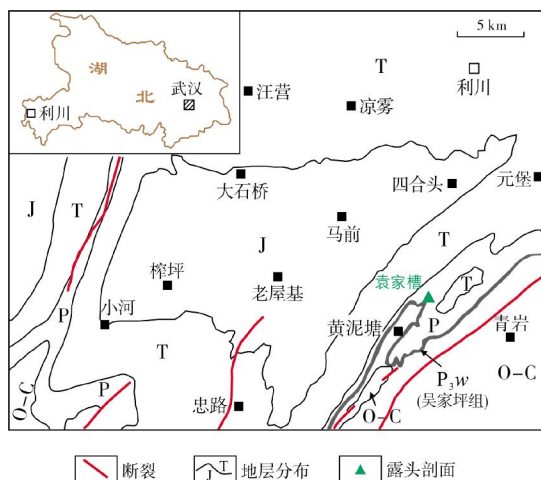 5 km
湖
北
武汉
利川
T
汪营
凉雾
利川
大石桥
四合头
元堡
J
T
J
马前
T
榨坪
老屋基
袁家槽
T
P
小河
黄泥塘
P
青岩
T
O-C
P₃w
(吴家坪组)
O-C
P
忠路
O-C
断裂
T
J
地层分布
露头剖面